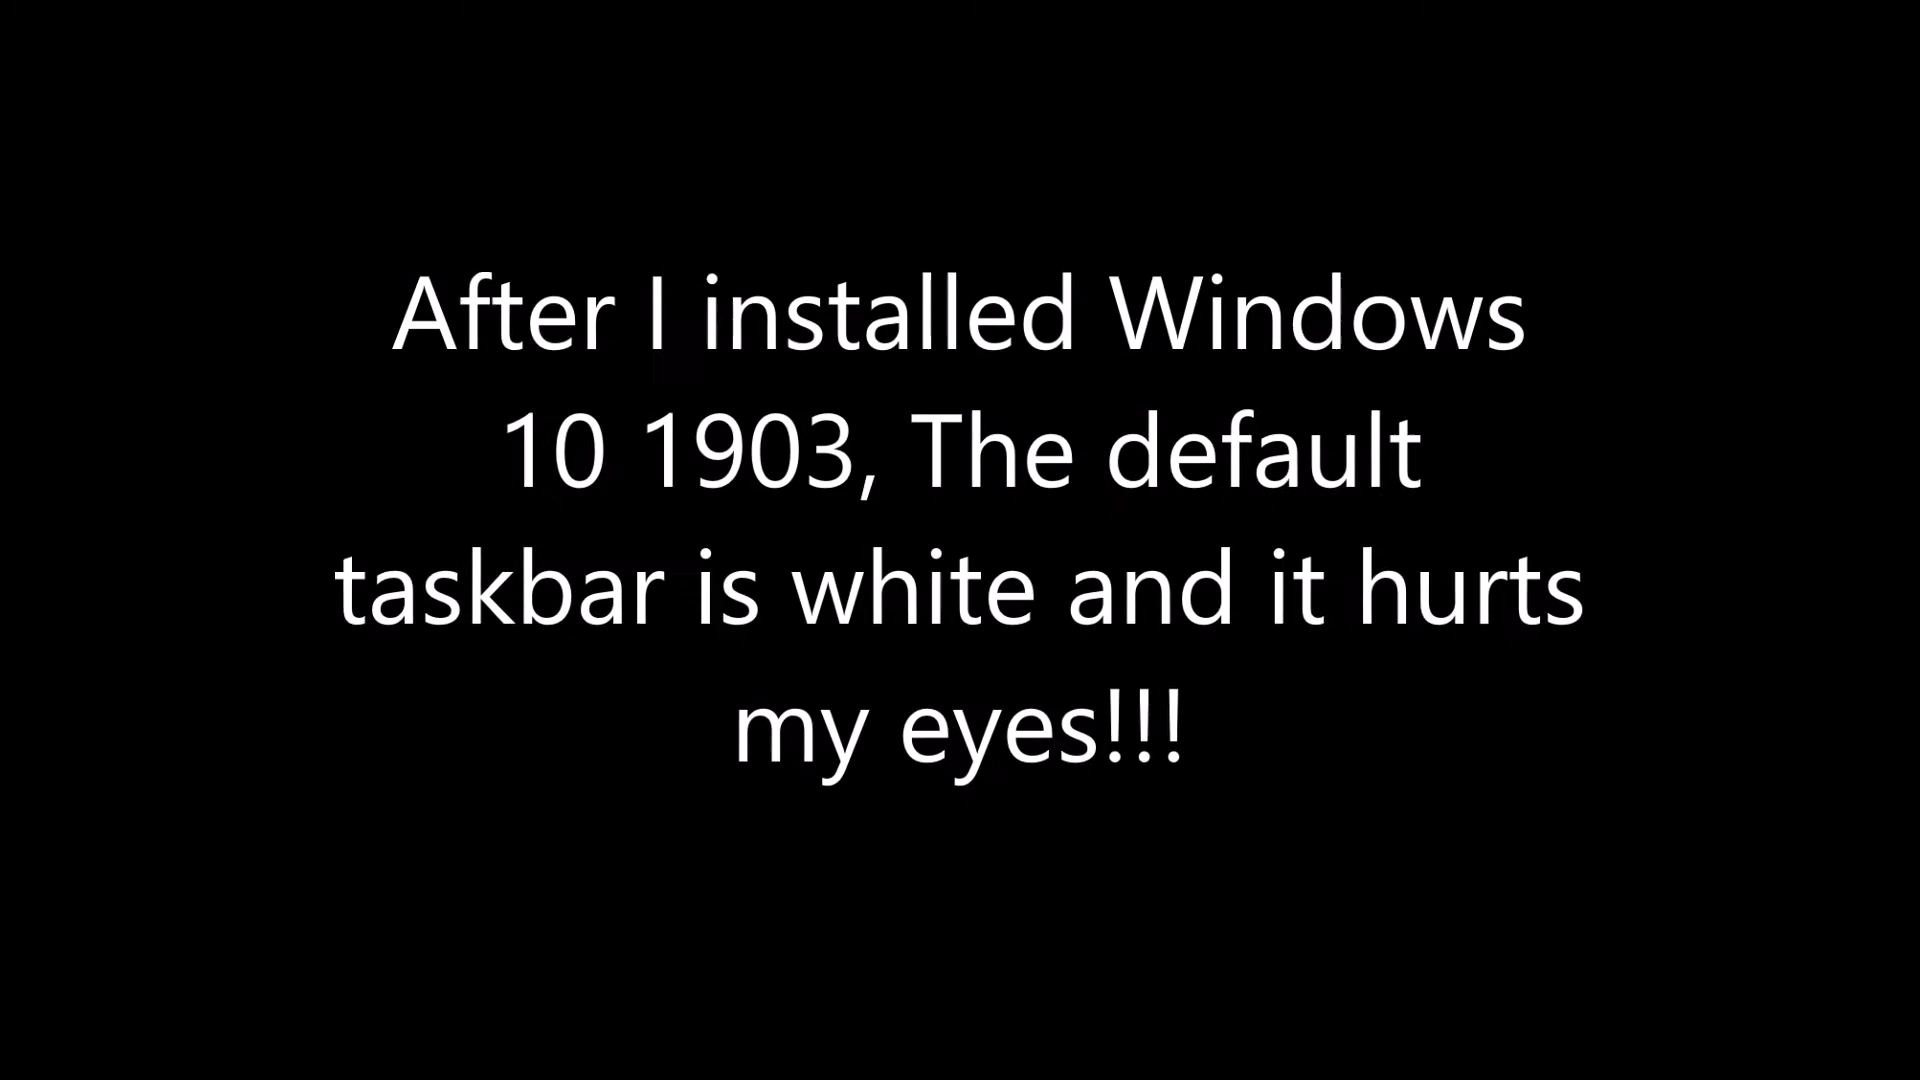 After I installed Windows
10 1903, The default
taskbar is white and it hurts
my eyes!!!